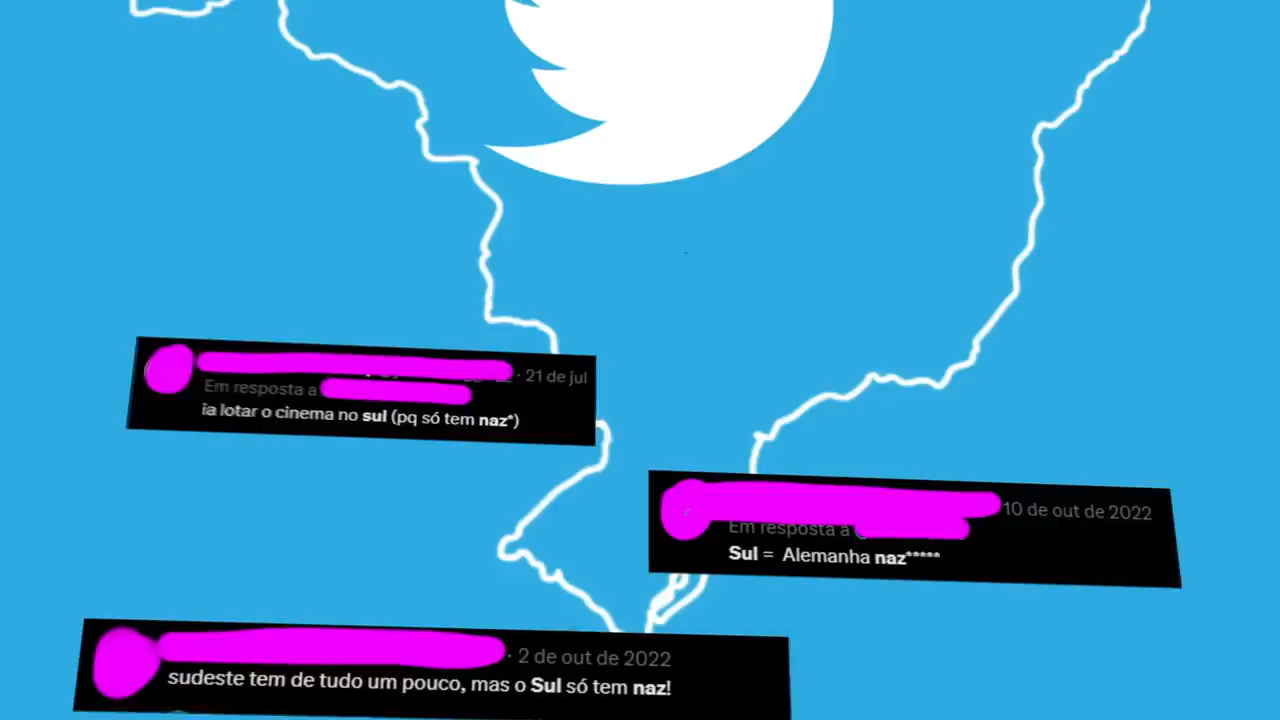 · 21 de jul
Em resposta a
ia lotar o cinema no sul (pq só tem naz*)
10 de out de 2022
Em resposta a
Sul = Alemanha naz*****
· 2 de out de 2022
sudeste tem de tudo um pouco, mas o Sul só tem naz!